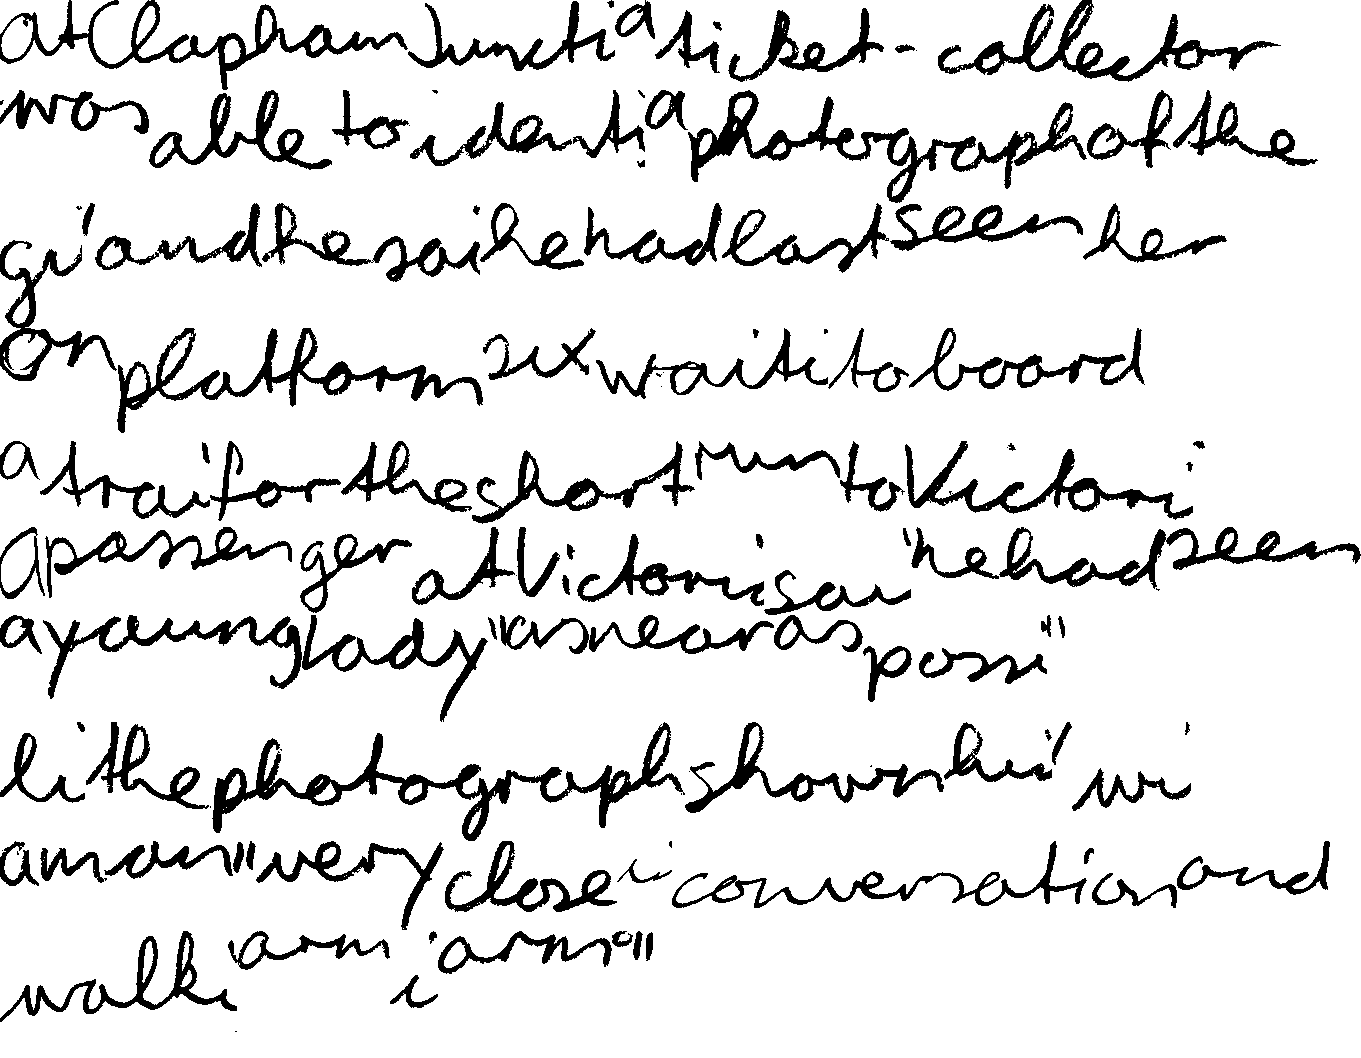 at Clapham Juncti a ticket-collector
was able to identi a photograph of the
gi' and he sai he had last seen her
on platform six waiti to board
a trai for the short run to Victori
A passenger at Victori sai "he had seen
a young lady "as near as possi"
li the photograph shown hi' wi
a man "very close i conversation and
walki arm i arm."